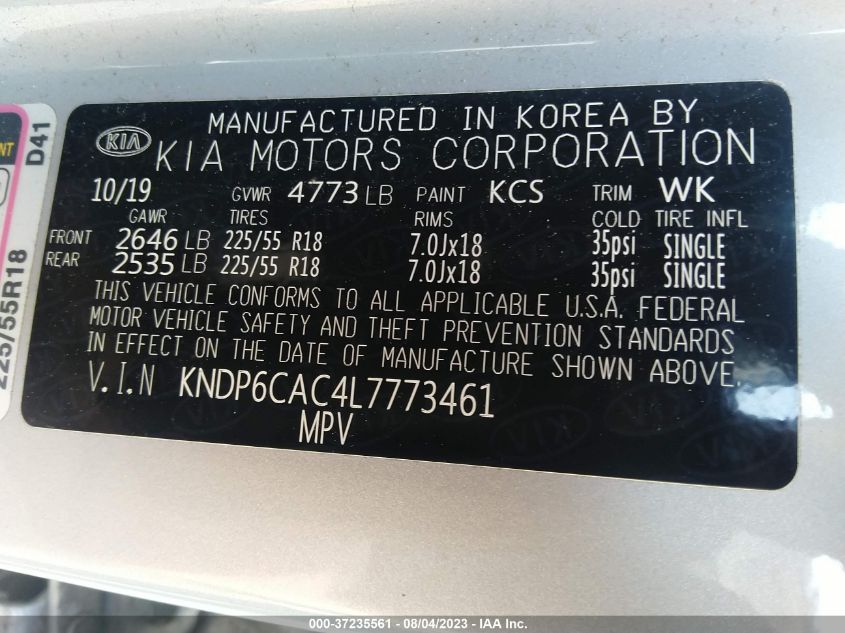 MANUFACTURED IN KOREA BY
KIA KIA MOTORS CORPORATION
10/19 GVWR 4773 LB PAINT KCS TRIM WK
GAWR TIRES RIMS COLD TIRE INFL
FRONT 2646 LB 225/55 R18 7.0Jx18 35psi SINGLE
REAR 2535 LB 225/55 R18 7.0Jx18 35psi SINGLE
THIS VEHICLE CONFORMS TO ALL APPLICABLE U.S.A. FEDERAL
MOTOR VEHICLE SAFETY AND THEFT PREVENTION STANDARDS
IN EFFECT ON THE DATE OF MANUFACTURE SHOWN ABOVE.
V.I.N KNDP6CAC4L7773461
MPV
D41
225/55R18
000-37235561 - 08/04/2023 - IAA Inc.